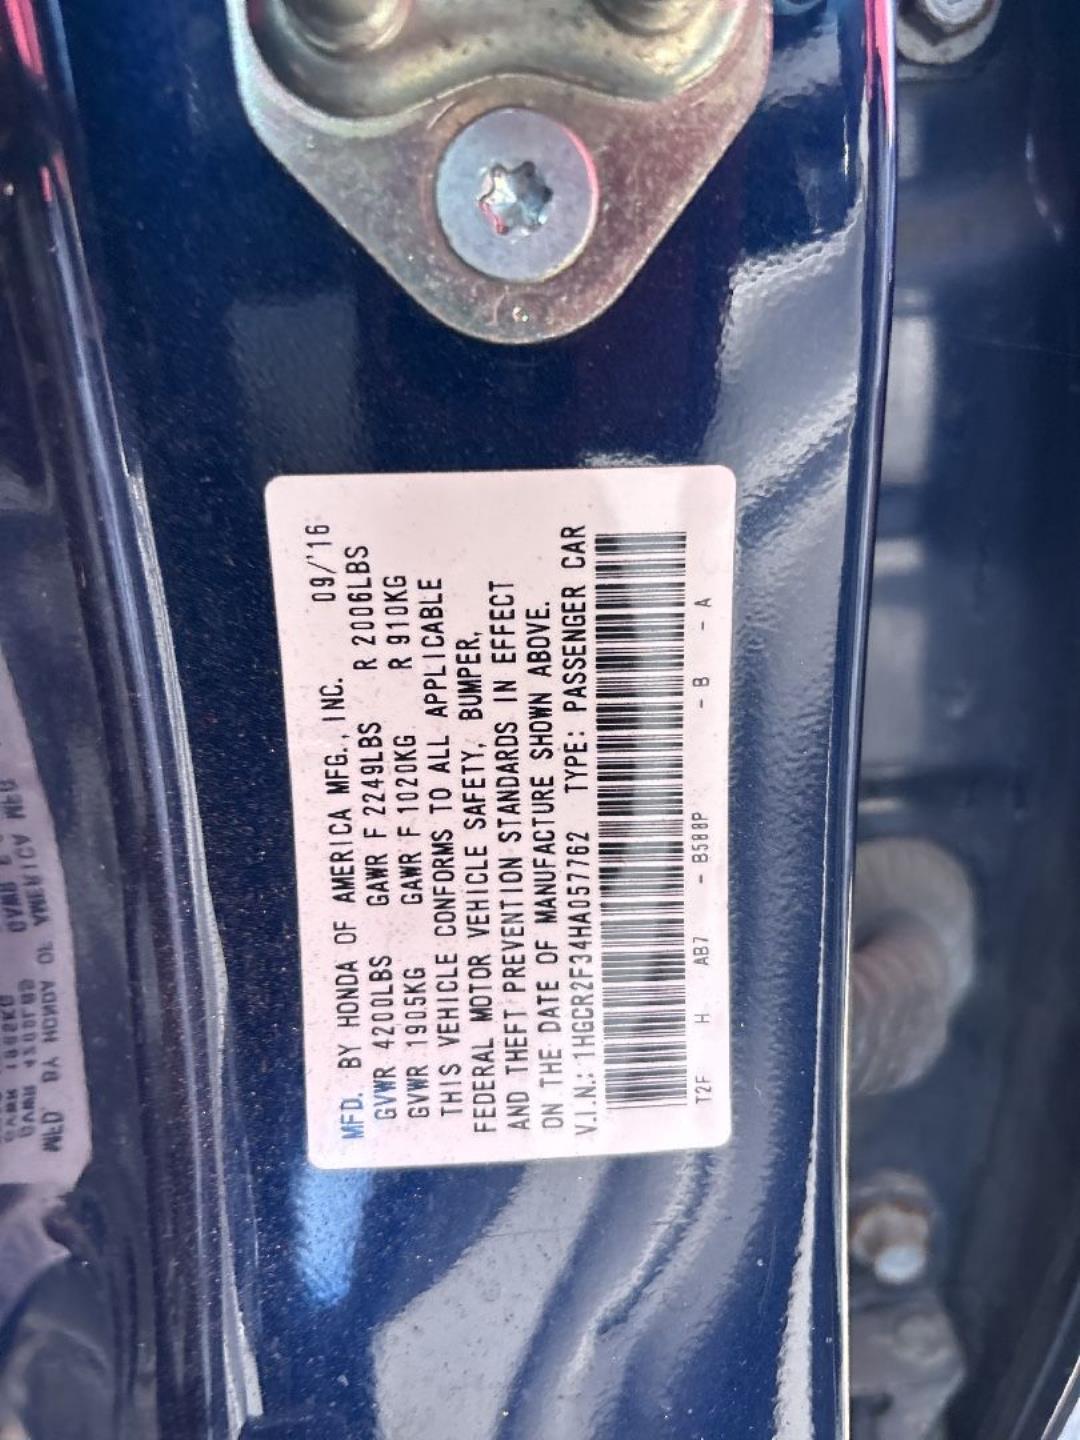 MFD. BY HONDA OF AMERICA MFG., INC. 09/'16
GVWR 4200LBS GAWR F 2249LBS R 2006LBS
GVWR 1905KG GAWR F 1020KG R 910KG
THIS VEHICLE CONFORMS TO ALL APPLICABLE
FEDERAL MOTOR VEHICLE SAFETY, BUMPER,
AND THEFT PREVENTION STANDARDS IN EFFECT
ON THE DATE OF MANUFACTURE SHOWN ABOVE.
V.I.N.: 1HGCR2F34HA057762 TYPE: PASSENGER CAR
T2F H AB7 - B588P - B - A